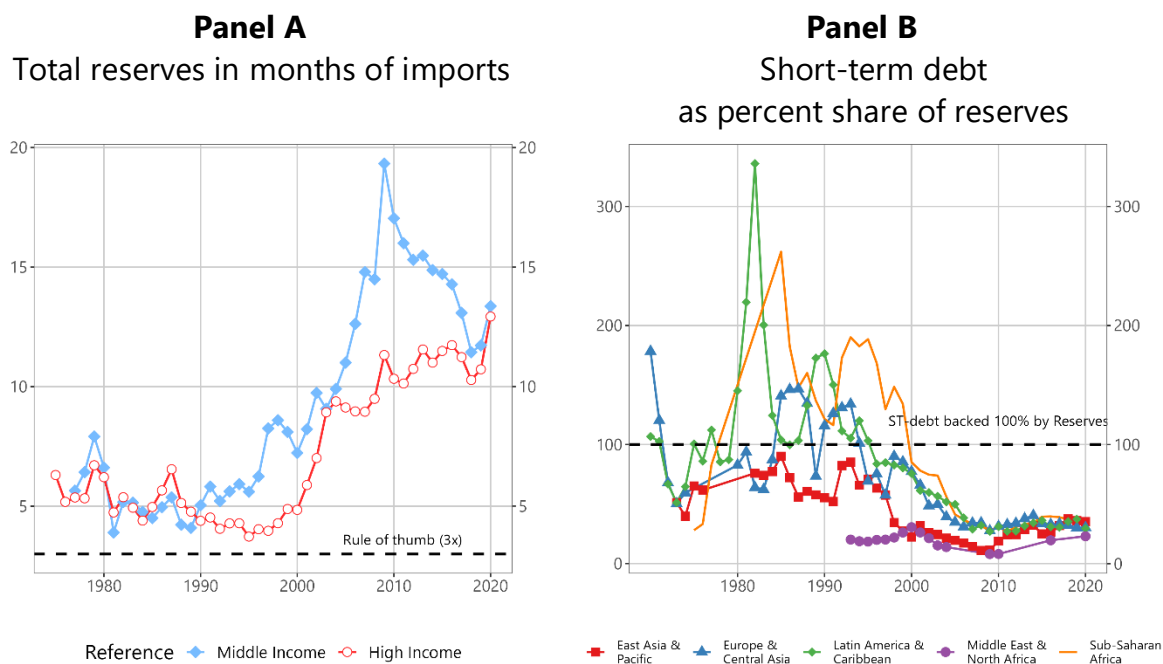 Panel A
Total reserves in months of imports
20
15
10
5
20
15
10
5
Rule of thumb (3x)
1980
1990
2000
2010
2020
Reference
Middle Income
High Income
Panel B
Short-term debt
as percent share of reserves
300
200
100
0
300
200
100
0
ST-debt backed 100% by Reserves
1980
1990
2000
2010
2020
East Asia &
Pacific
Europe &
Central Asia
Latin America &
Caribbean
Middle East &
North Africa
Sub-Saharan
Africa